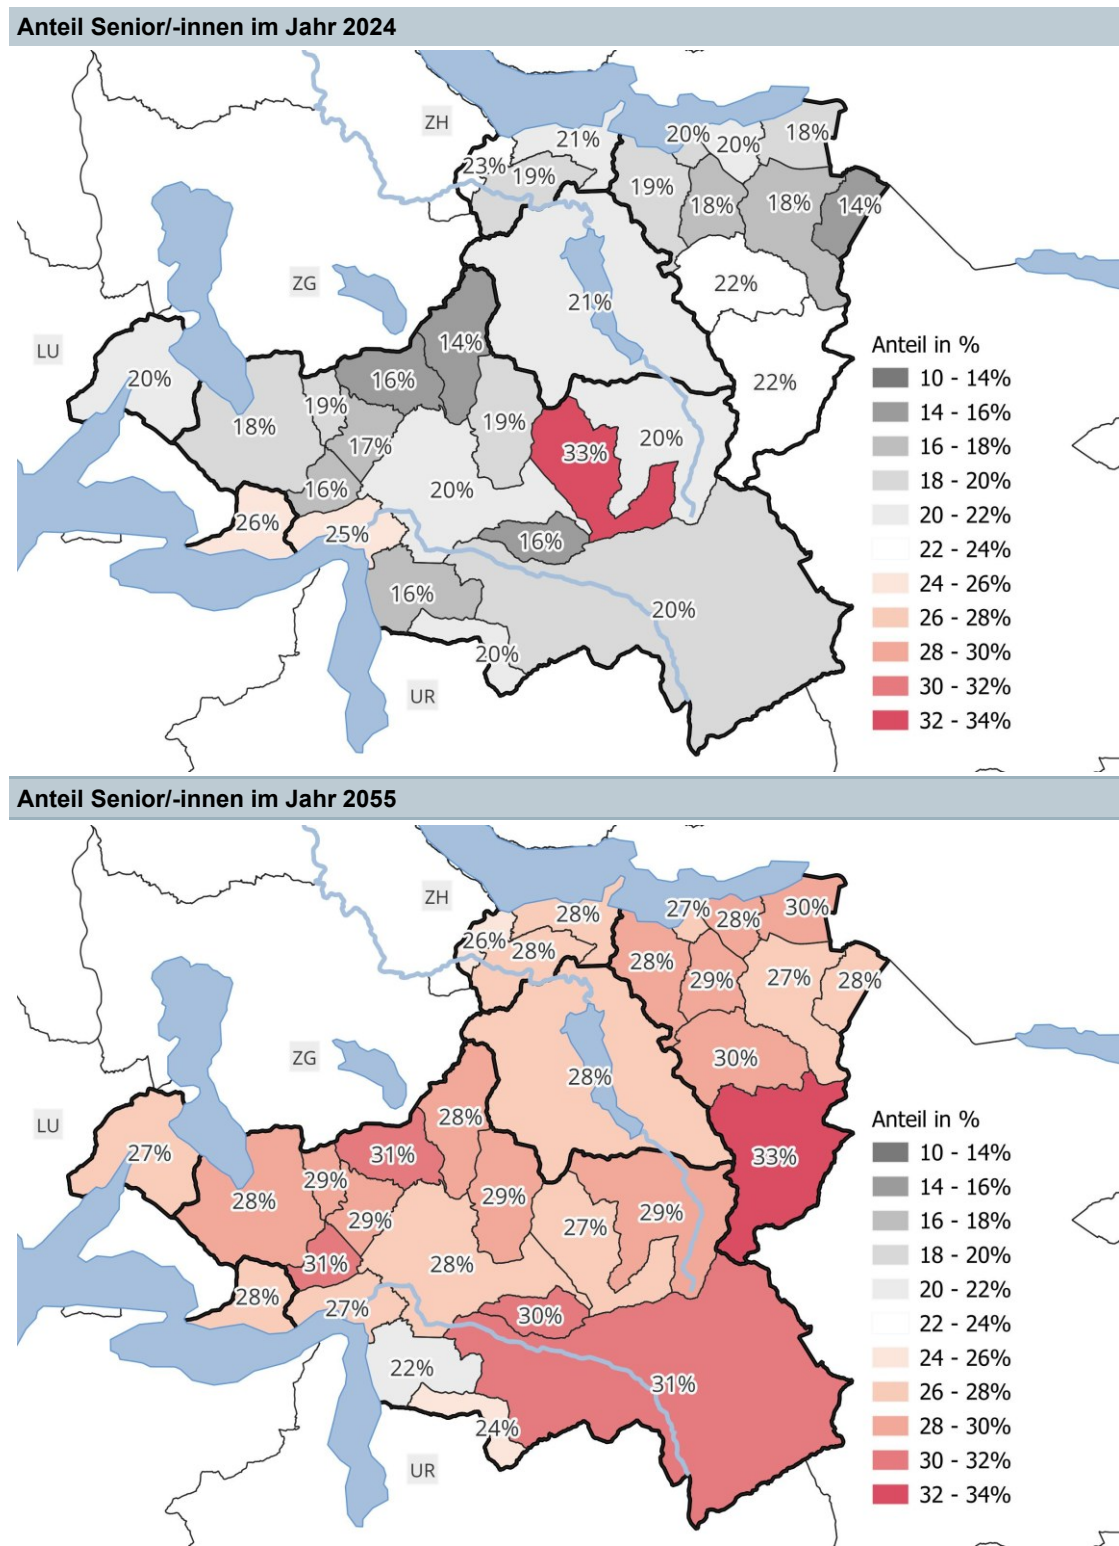 Anteil Senior/-innen im Jahr 2024
ZH
21%
20%
20%
18%
23%
19%
19%
18%
18%
14%
ZG
21%
22%
LU
14%
Anteil in %
20%
16%
22%
10 - 14%
19%
14 - 16%
18%
17%
19%
33%
20%
16 - 18%
16%
20%
18 - 20%
26%
25%
16%
20 - 22%
22 - 24%
16%
20%
24 - 26%
26 - 28%
20%
28 - 30%
UR
30 - 32%
32 - 34%
Anteil Senior/-innen im Jahr 2055
ZH
28%
27%
28%
30%
26%
28%
28%
29%
27%
28%
ZG
28%
30%
LU
28%
Anteil in %
27%
31%
33%
10 - 14%
29%
14 - 16%
28%
29%
29%
27%
29%
16 - 18%
31%
28%
18 - 20%
28%
27%
30%
20 - 22%
22 - 24%
22%
31%
24 - 26%
26 - 28%
24%
28 - 30%
UR
30 - 32%
32 - 34%